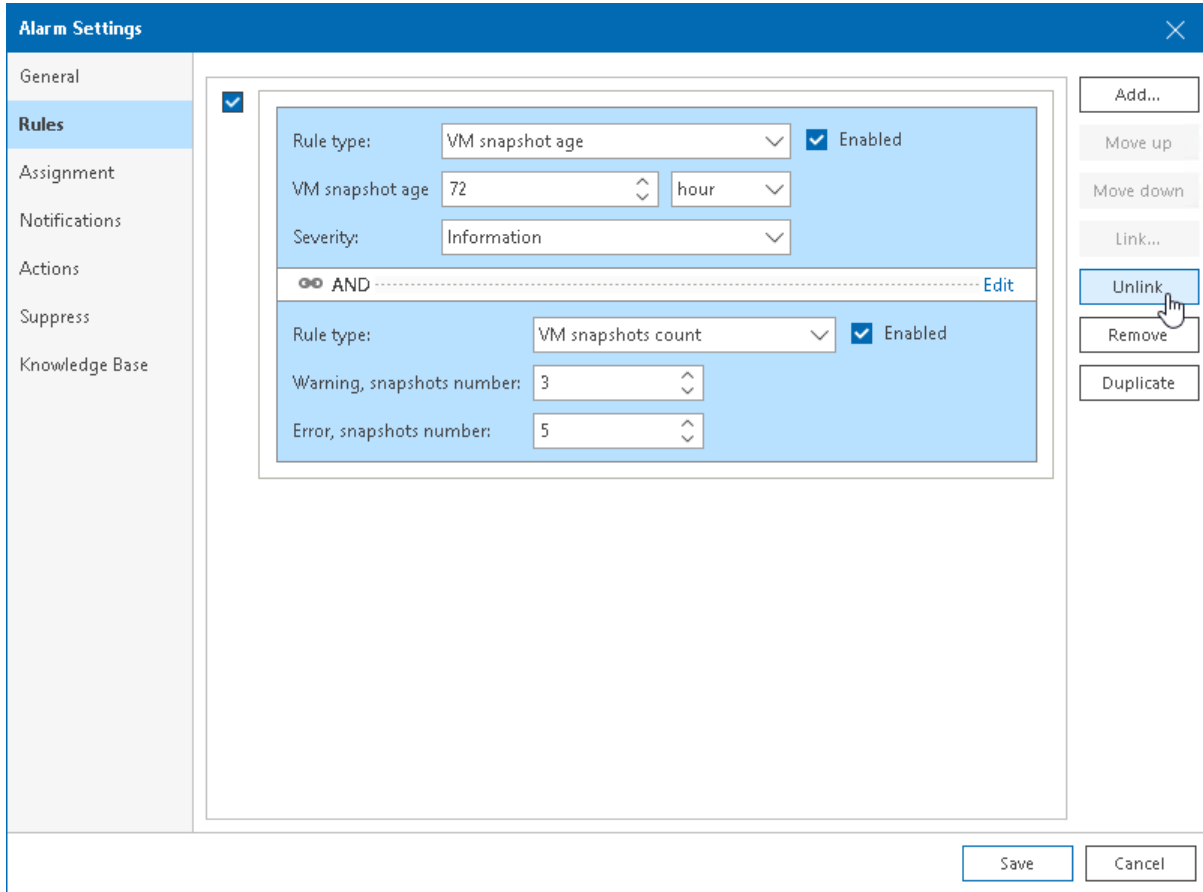 Alarm Settings
General
Rules
Assignment
Notifications
Actions
Suppress
Knowledge Base
Rule type: VM snapshot age Enabled
VM snapshot age 72 hour
Severity: Information
AND Edit
Rule type: VM snapshots count Enabled
Warning, snapshots number: 3
Error, snapshots number: 5
Add...
Move up
Move down
Link...
Unlink
Remove
Duplicate
Save Cancel